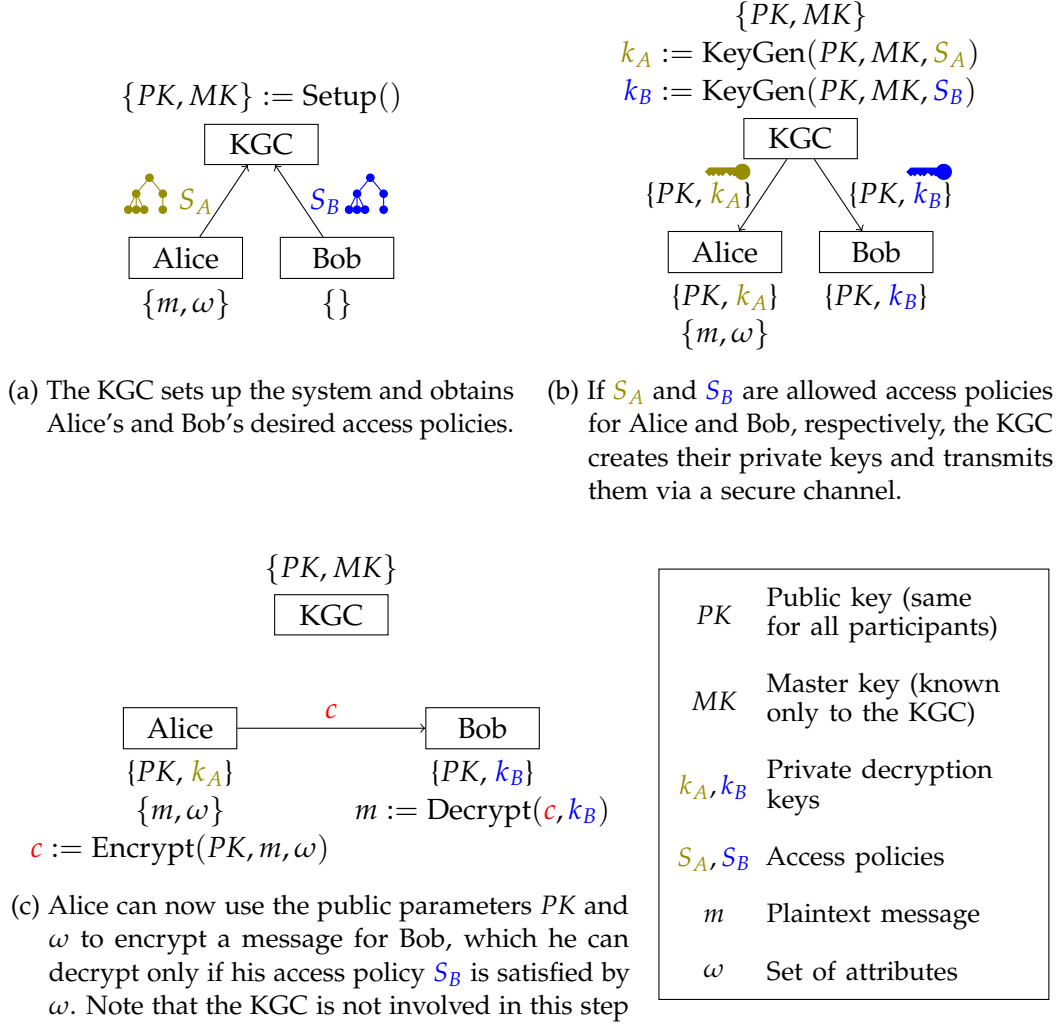 {PK, MK} := Setup()
KGC
S_A
S_B
Alice
Bob
{m, ω}
{}
(a) The KGC sets up the system and obtains
Alice's and Bob's desired access policies.
{PK, MK}
k_A := KeyGen(PK, MK, S_A)
k_B := KeyGen(PK, MK, S_B)
KGC
{PK, k_A}
{PK, k_B}
Alice
Bob
{PK, k_A}
{PK, k_B}
{m, ω}
(b) If S_A and S_B are allowed access policies
for Alice and Bob, respectively, the KGC
creates their private keys and transmits
them via a secure channel.
{PK, MK}
KGC
c
Alice
Bob
{PK, k_A}
{PK, k_B}
{m, ω}
m := Decrypt(c, k_B)
c := Encrypt(PK, m, ω)
(c) Alice can now use the public parameters PK and
ω to encrypt a message for Bob, which he can
decrypt only if his access policy S_B is satisfied by
ω. Note that the KGC is not involved in this step
PK Public key (same
for all participants)
MK Master key (known
only to the KGC)
k_A, k_B Private decryption
keys
S_A, S_B Access policies
m Plaintext message
ω Set of attributes